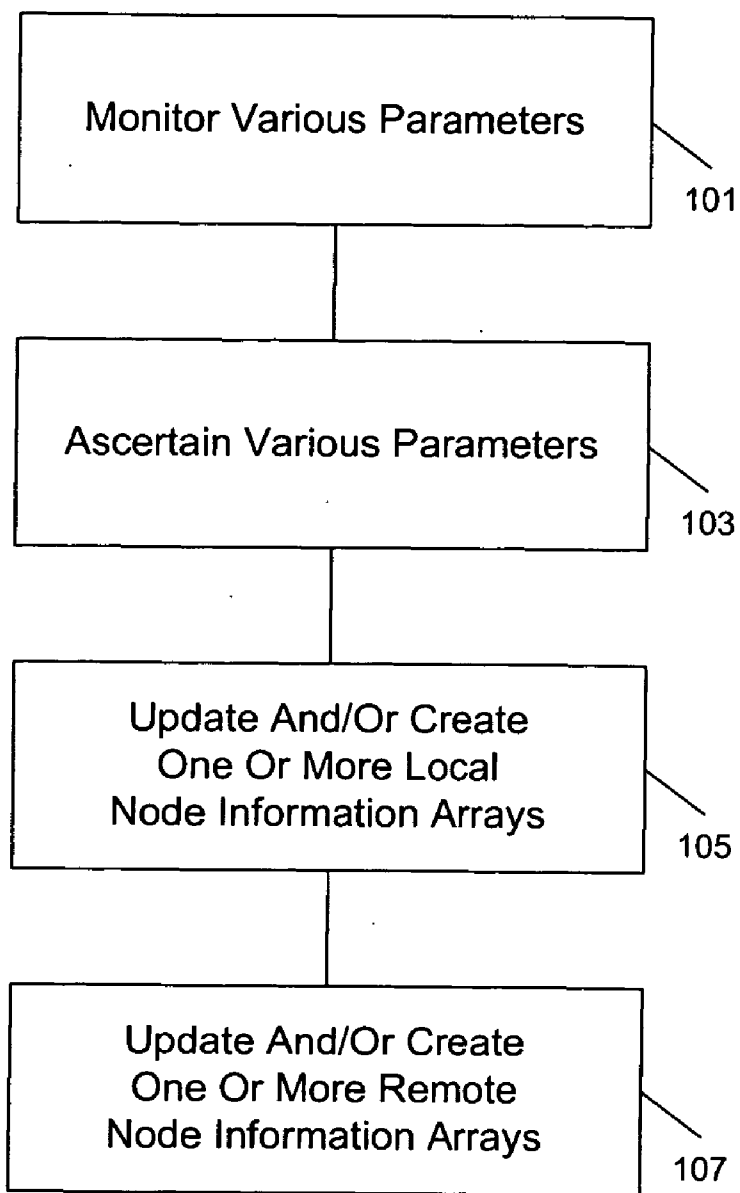 Monitor Various Parameters
101
Ascertain Various Parameters
103
Update And/Or Create
One Or More Local
Node Information Arrays
105
Update And/Or Create
One Or More Remote
Node Information Arrays
107